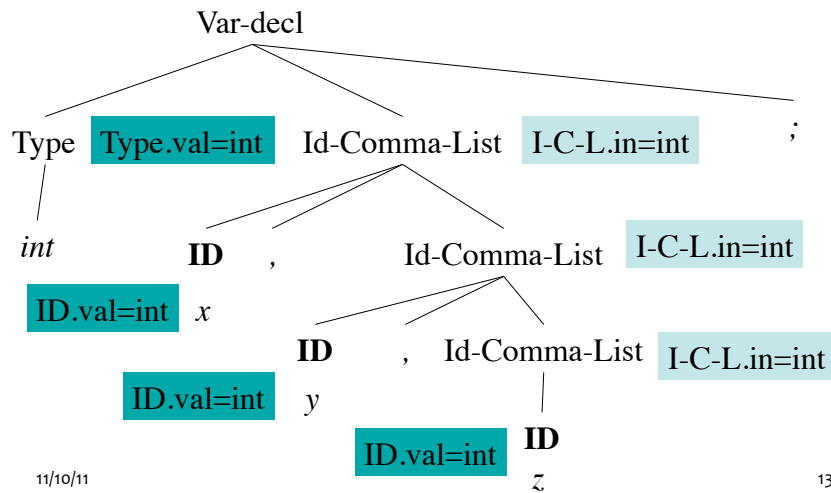 Var-decl
Type Type.val=int Id-Comma-List I-C-L.in=int ;
int ID , Id-Comma-List I-C-L.in=int
ID.val=int x
ID , Id-Comma-List I-C-L.in=int
ID.val=int y
ID.val=int ID
z
11/10/11 13